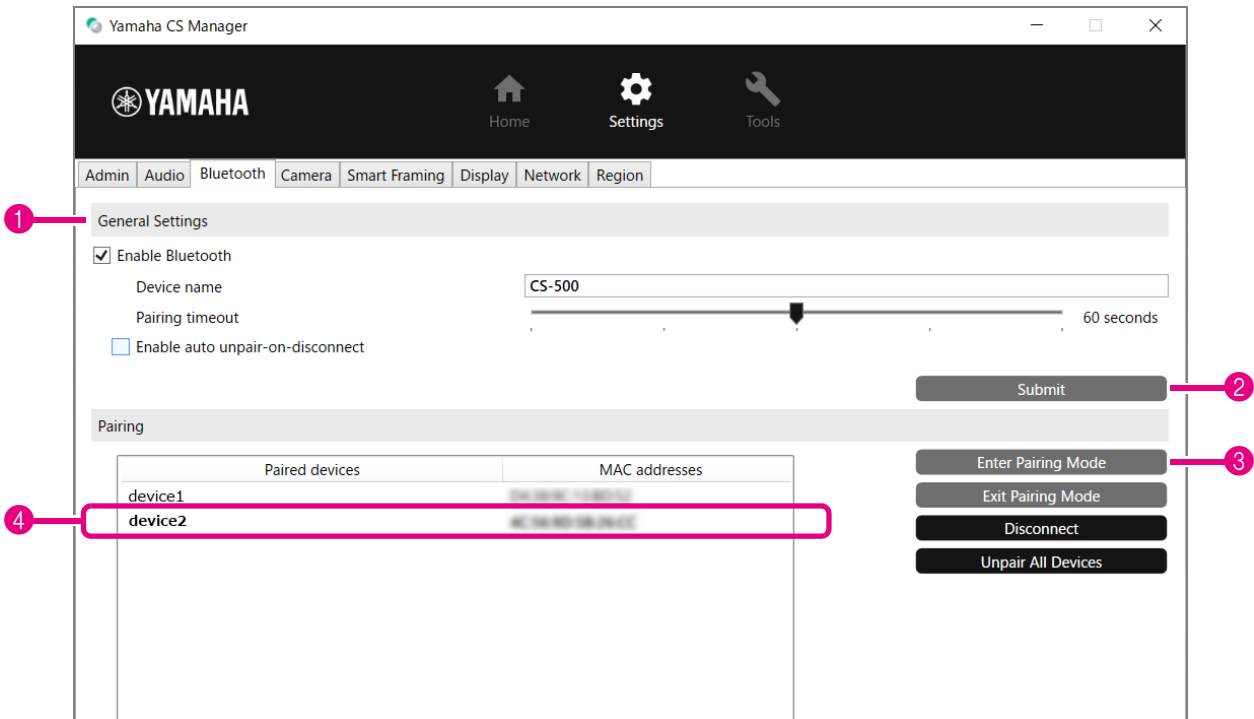 Yamaha CS Manager
YAMAHA
Home Settings Tools
Admin Audio Bluetooth Camera Smart Framing Display Network Region
1 General Settings
Enable Bluetooth
Device name CS-500
Pairing timeout 60 seconds
Enable auto unpair-on-disconnect
Submit 2
Pairing
Paired devices MAC addresses Enter Pairing Mode 3
device1 Exit Pairing Mode
4 device2 Disconnect
Unpair All Devices